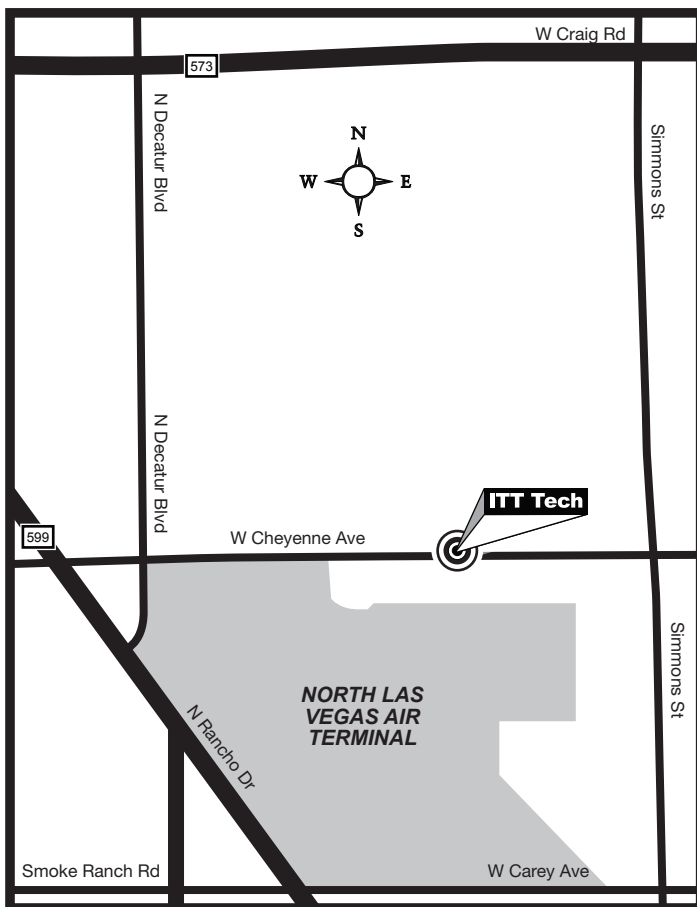 W Craig Rd
573
N Decatur Blvd
Simmons St
N
W
E
S
N Decatur Blvd
ITT Tech
599
W Cheyenne Ave
Simmons St
NORTH LAS
VEGAS AIR
TERMINAL
N Rancho Dr
Smoke Ranch Rd
W Carey Ave